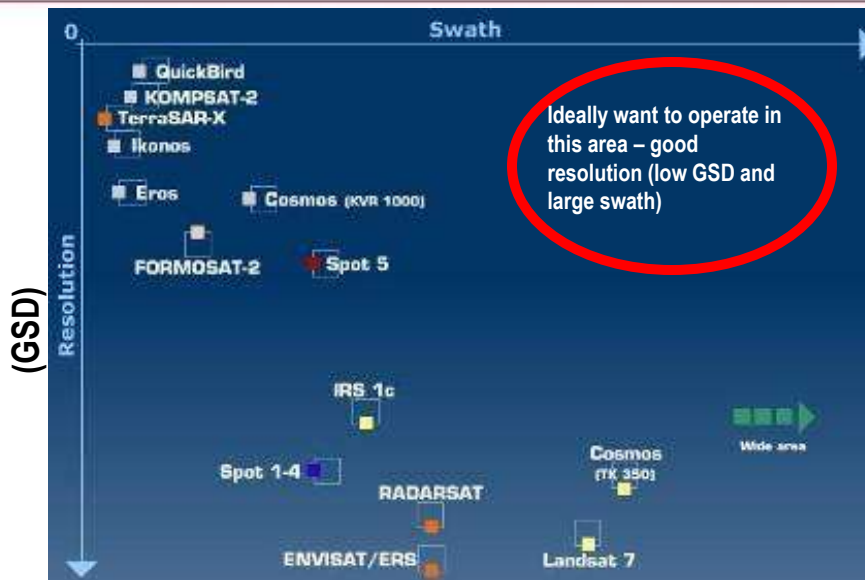 0
Swath
QuickBird
KOMPSAT-2
TerraSAR-X
Ikonos
Eros
Cosmos (KVR 1000)
FORMOSAT-2
Spot 5
Ideally want to operate in
this area – good
resolution (low GSD and
large swath)
(GSD)
Resolution
IRS 1c
Wide area
Spot 1-4
Cosmos
(TK 350)
RADARSAT
ENVISAT/ERS
Landsat 7